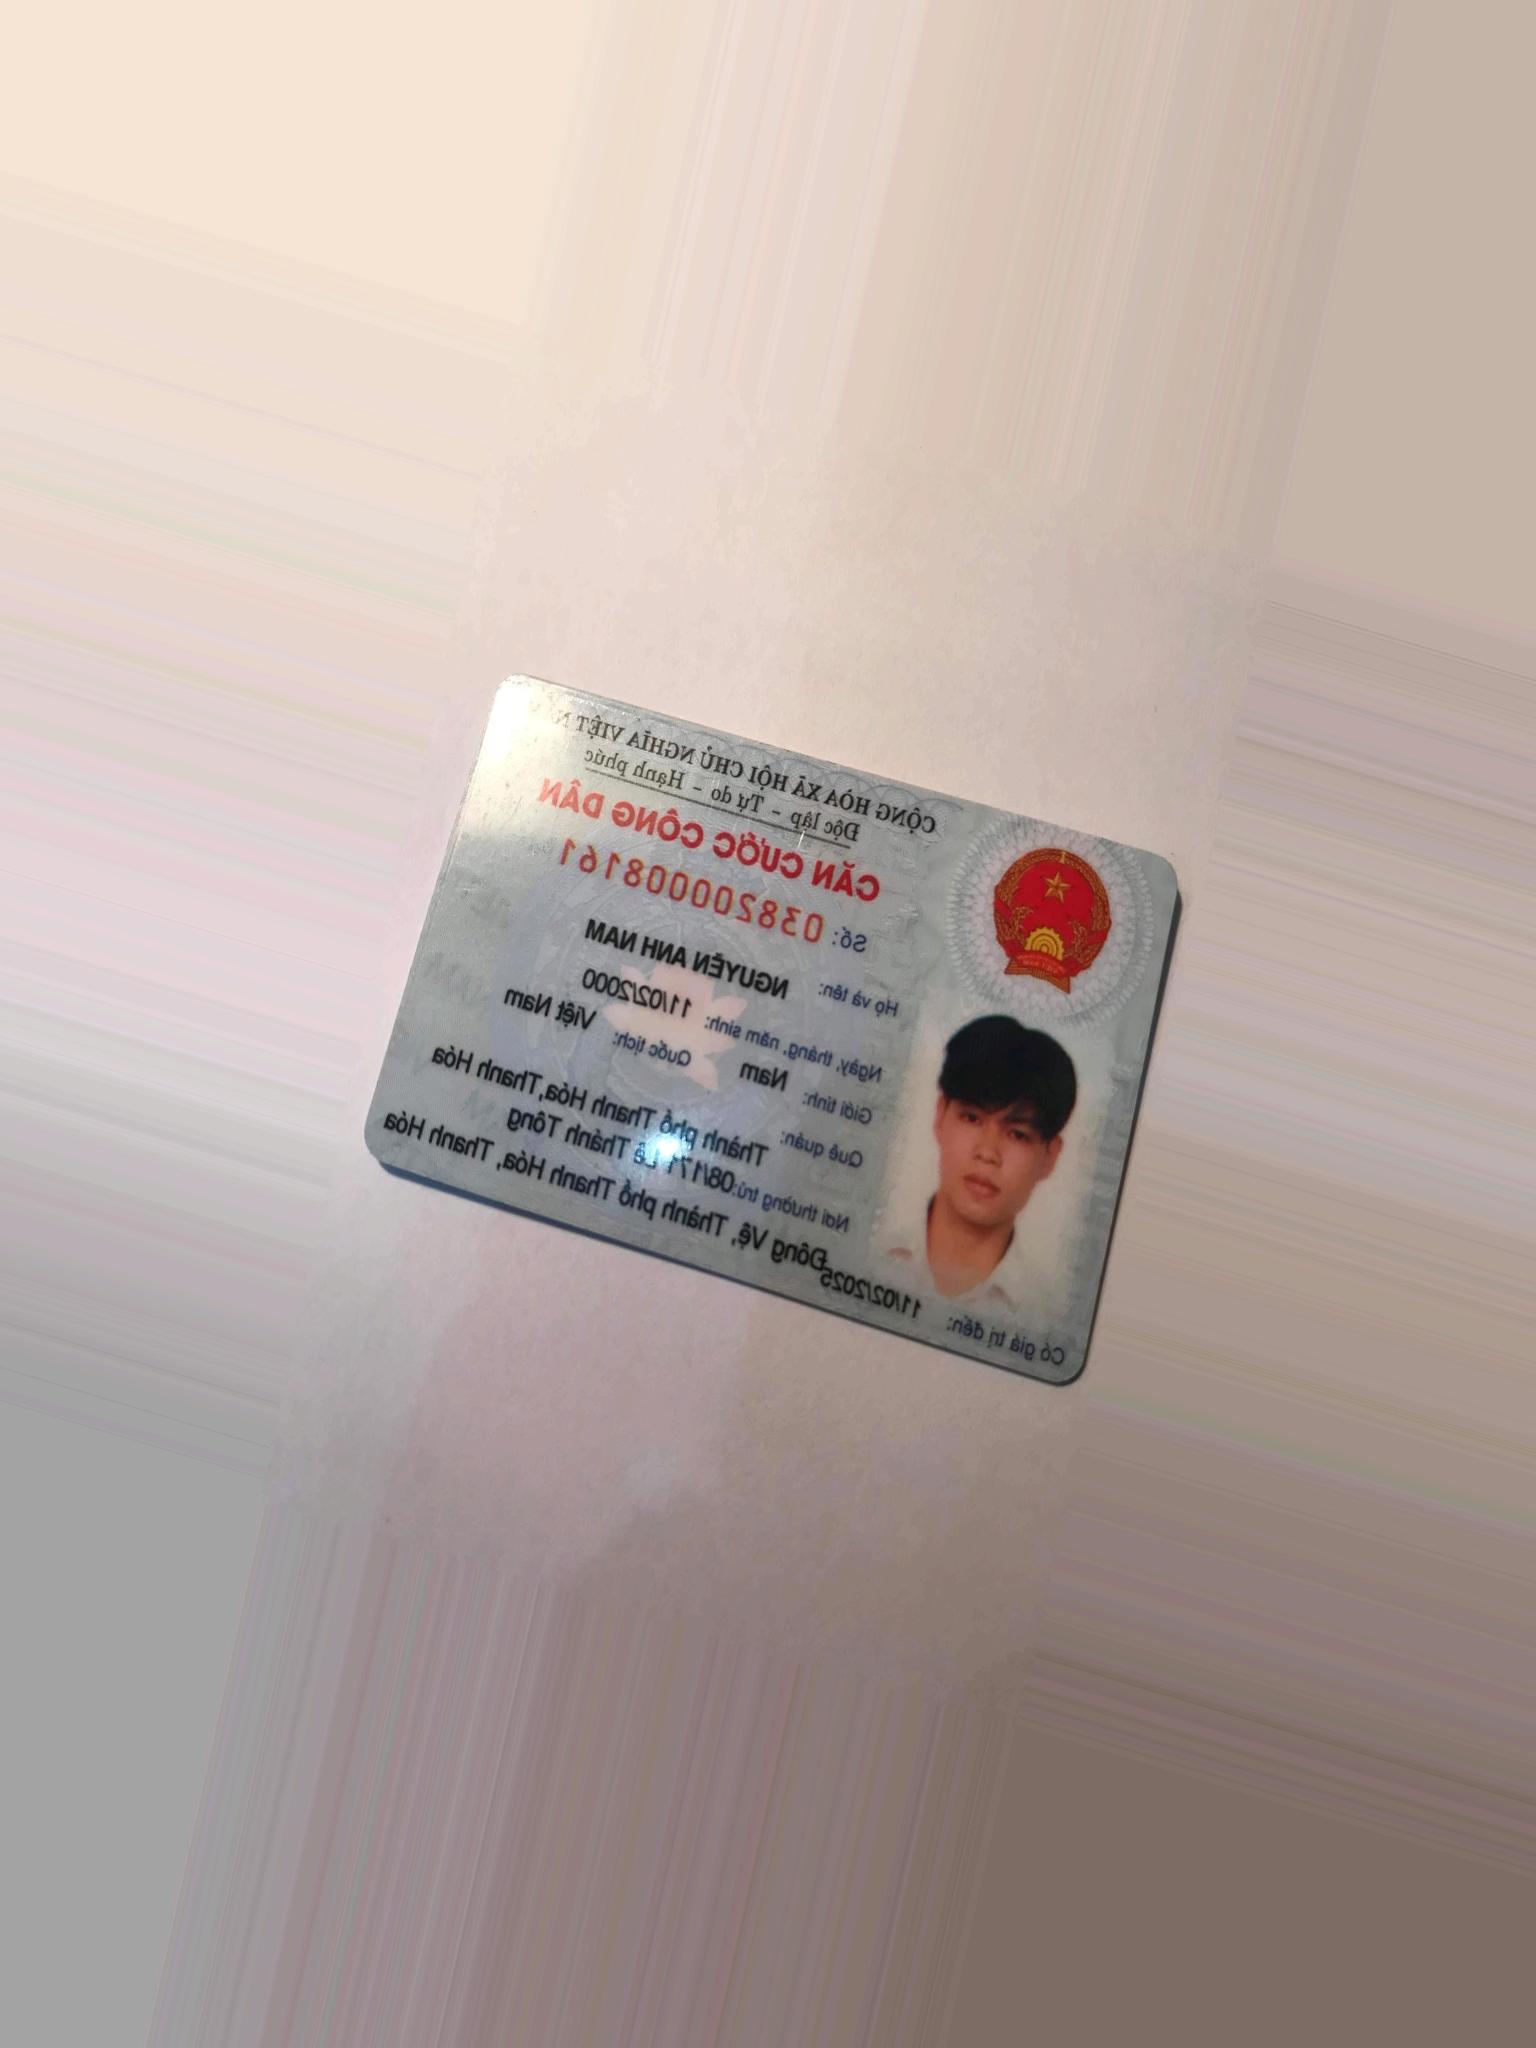 CỘNG HÒA XÃ HỘI CHỦ NGHĨA VIỆT
Độc lập - Tự do - Hạnh phúc
CĂN CƯỚC CÔNG DÂN
Số: 038200008161
Họ và tên: NGUYỄN ANH NAM
Ngày, tháng, năm sinh: 11/02/2000
Giới tính: Nam Quốc tịch: Việt Nam
Quê quán:
Thành phố Thanh Hóa,Thanh Hóa
Nơi thường trú:08/171 Lê Thánh Tông
Đông Vệ, Thành phố Thanh Hóa, Thanh Hóa
Có giá trị đến: 11/02/2025